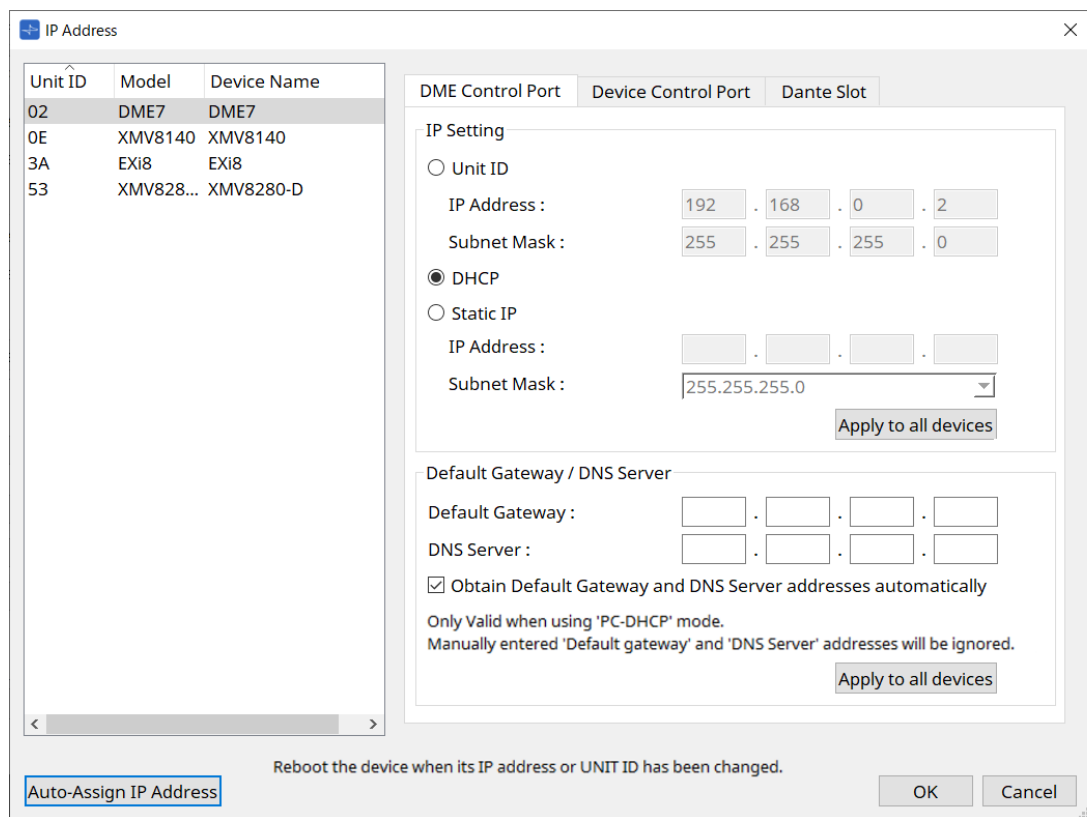 IP Address
Unit ID Model Device Name
02 DME7 DME7
0E XMV8140 XMV8140
3A EXi8 EXi8
53 XMV828... XMV8280-D
DME Control Port Device Control Port Dante Slot
IP Setting
Unit ID
IP Address : 192 . 168 . 0 . 2
Subnet Mask : 255 . 255 . 255 . 0
DHCP
Static IP
IP Address : . . .
Subnet Mask : 255.255.255.0
Apply to all devices
Default Gateway / DNS Server
Default Gateway : . . .
DNS Server : . . .
Obtain Default Gateway and DNS Server addresses automatically
Only Valid when using 'PC-DHCP' mode.
Manually entered 'Default gateway' and 'DNS Server' addresses will be ignored.
Apply to all devices
Reboot the device when its IP address or UNIT ID has been changed.
Auto-Assign IP Address OK Cancel